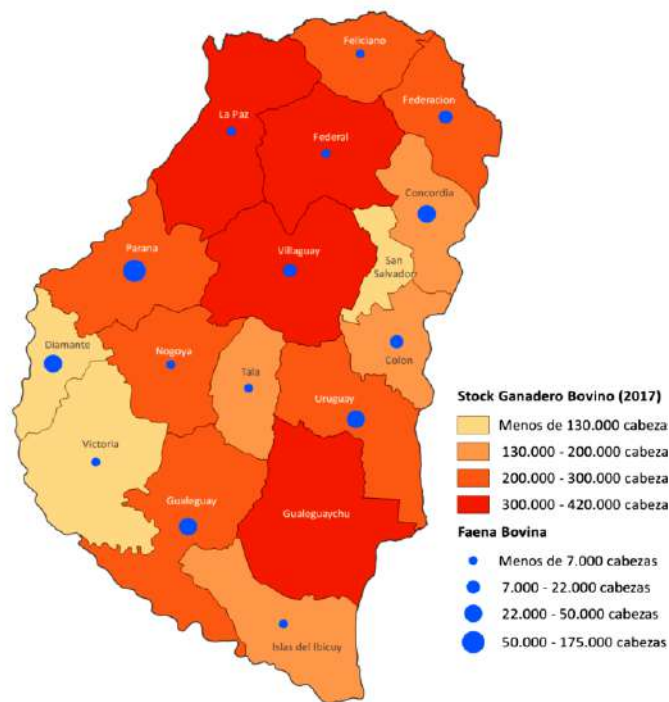 Feliciano
Federacion
La Paz
Federal
Concordia
Parana
Villaguay
San
Salvador
Diamante
Nogoya
Tala
Colon
Uruguay
Victoria
Gualeguay
Gualeguaychu
Islas del Ibicuy
Stock Ganadero Bovino (2017)
Menos de 130.000 cabezas
130.000 - 200.000 cabeza
200.000 - 300.000 cabeza
300.000 - 420.000 cabeza
Faena Bovina
Menos de 7.000 cabezas
7.000 - 22.000 cabezas
22.000 - 50.000 cabezas
50.000 - 175.000 cabezas